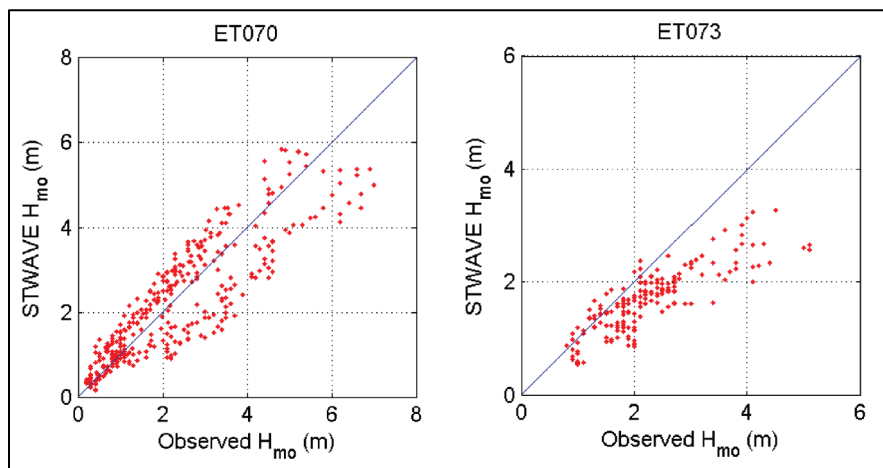 ET070
STWAVE Hmo (m)
8
6
4
2
0
0 2 4 6 8
Observed Hmo (m)
ET073
STWAVE Hmo (m)
6
4
2
0
0 2 4 6
Observed Hmo (m)